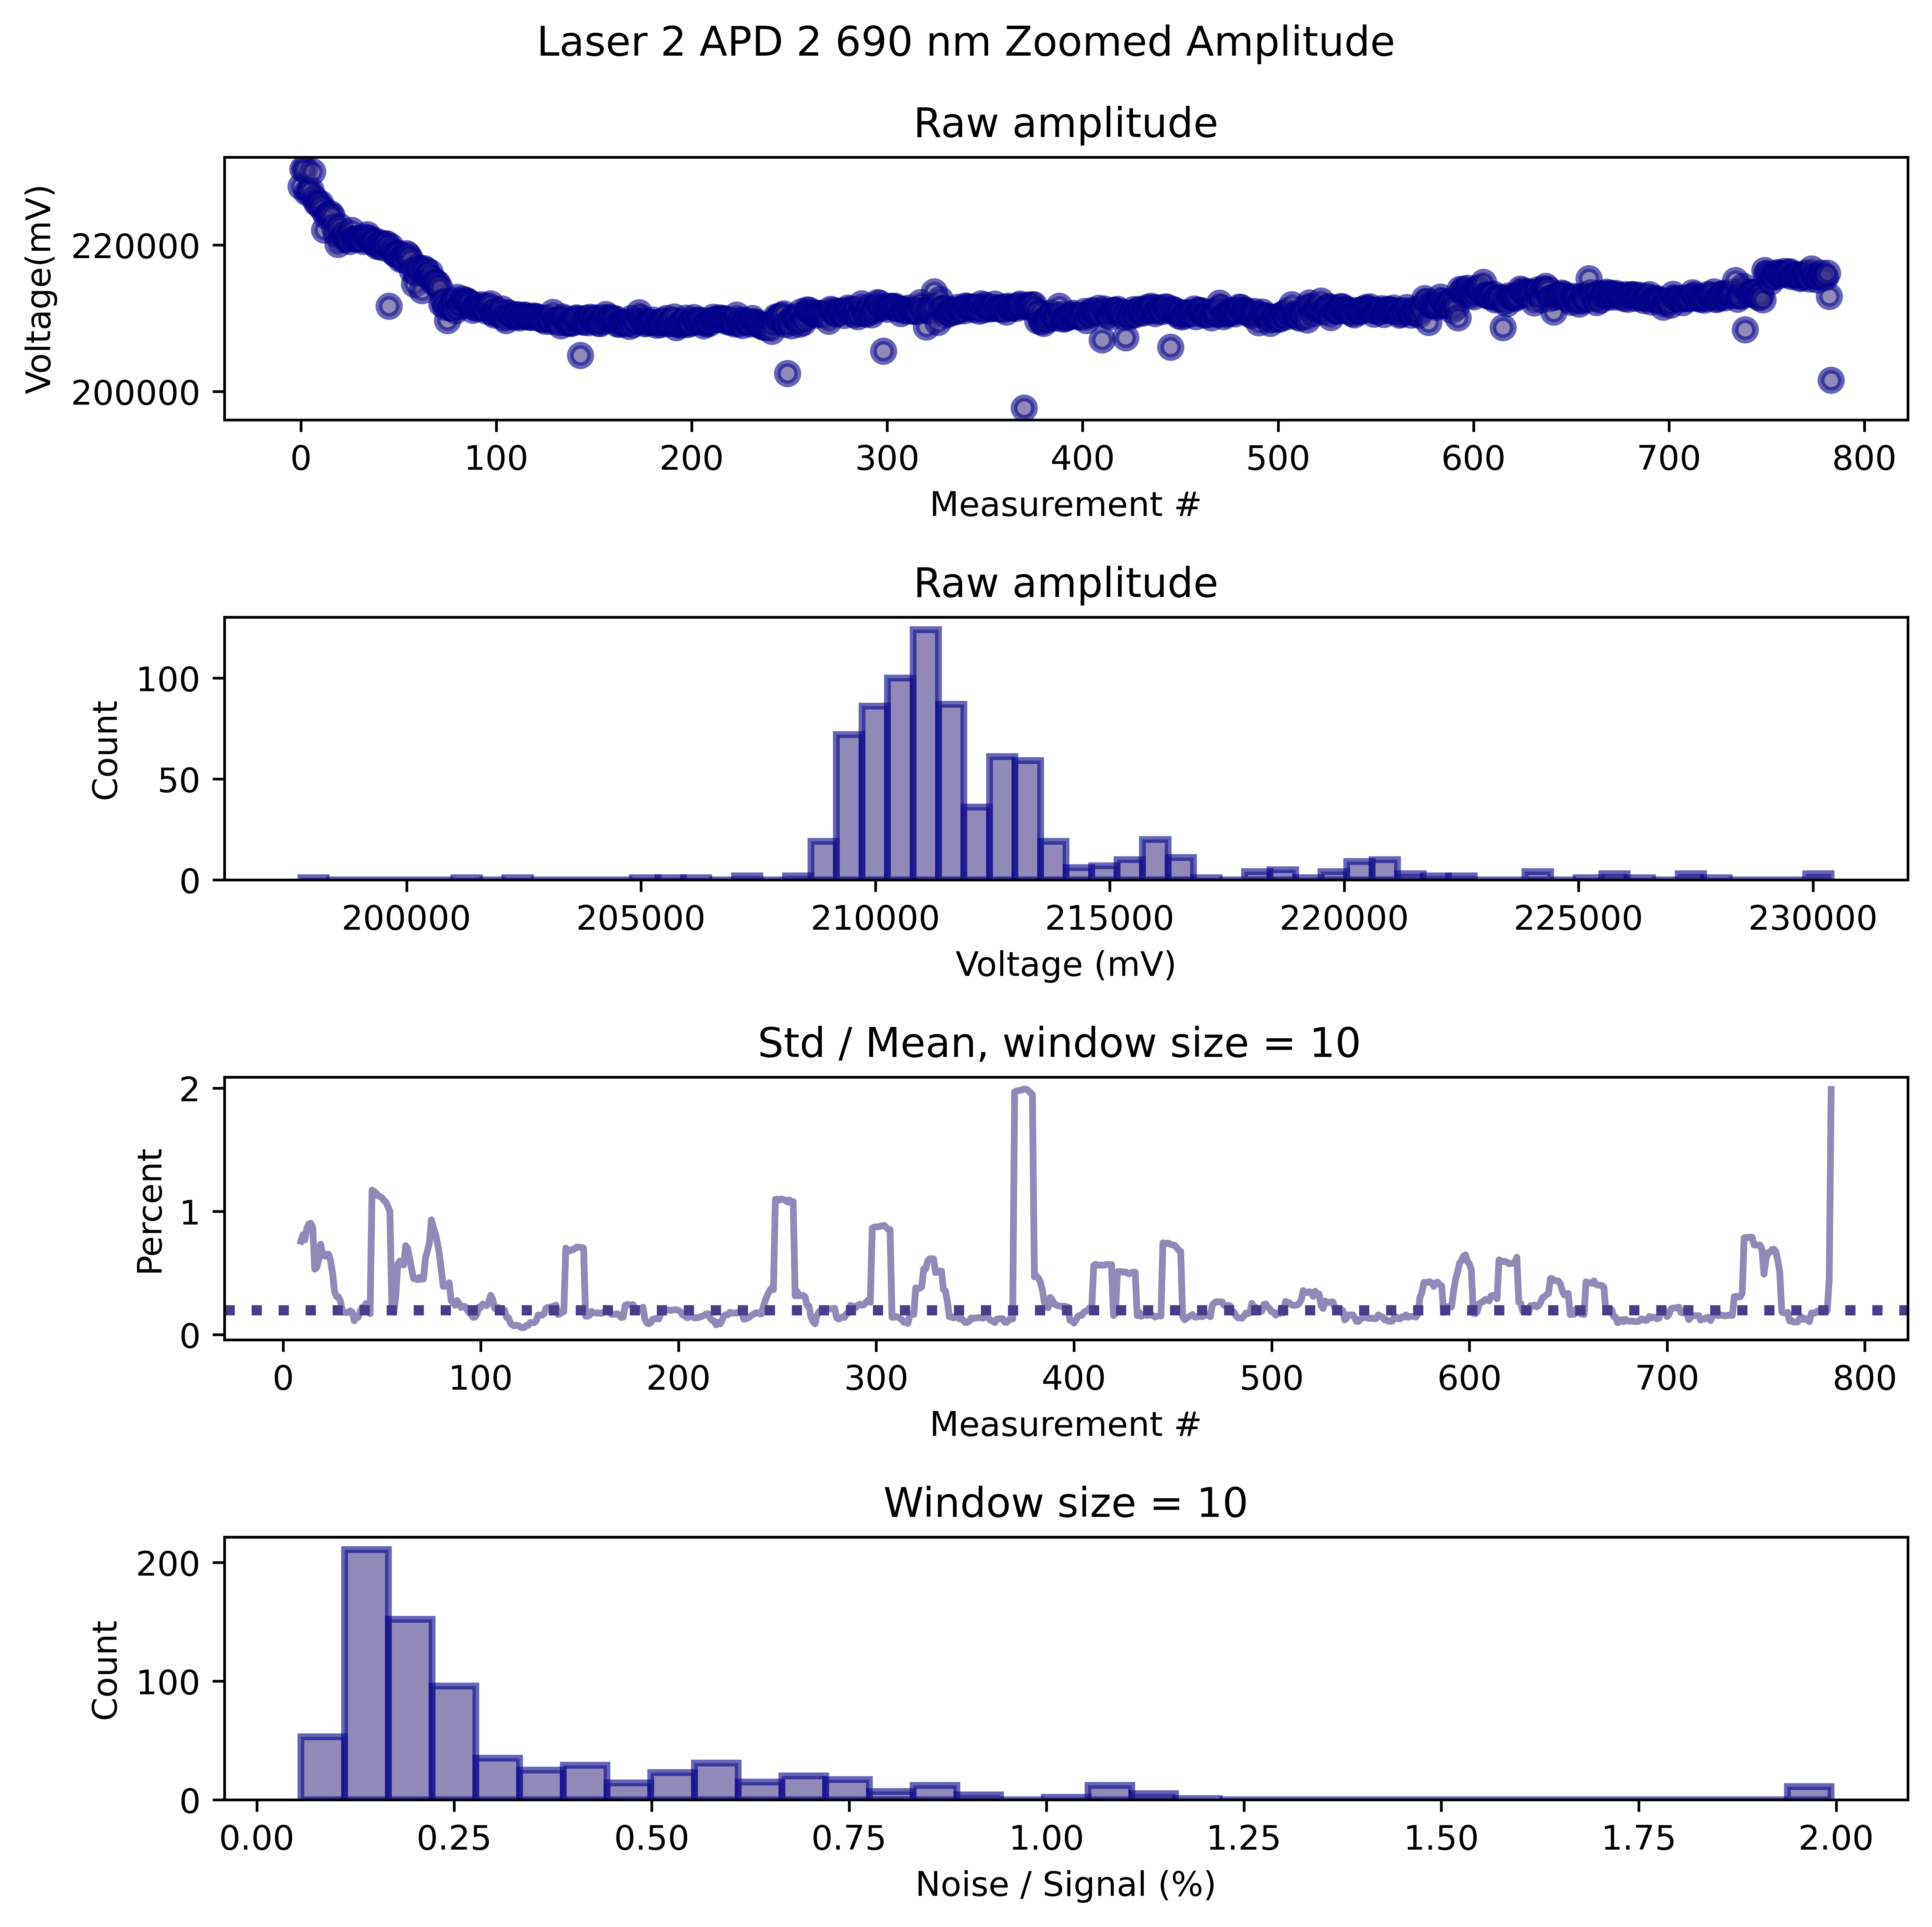 Laser 2 APD 2 690 nm Zoomed Amplitude
Raw amplitude
Voltage(mV)
220000
200000
0 100 200 300 400 500 600 700 800
Measurement #
Raw amplitude
Count
100
50
0
200000 205000 210000 215000 220000 225000 230000
Voltage (mV)
Std / Mean, window size = 10
Percent
2
1
0
0 100 200 300 400 500 600 700 800
Measurement #
Window size = 10
Count
200
100
0
0.00 0.25 0.50 0.75 1.00 1.25 1.50 1.75 2.00
Noise / Signal (%)